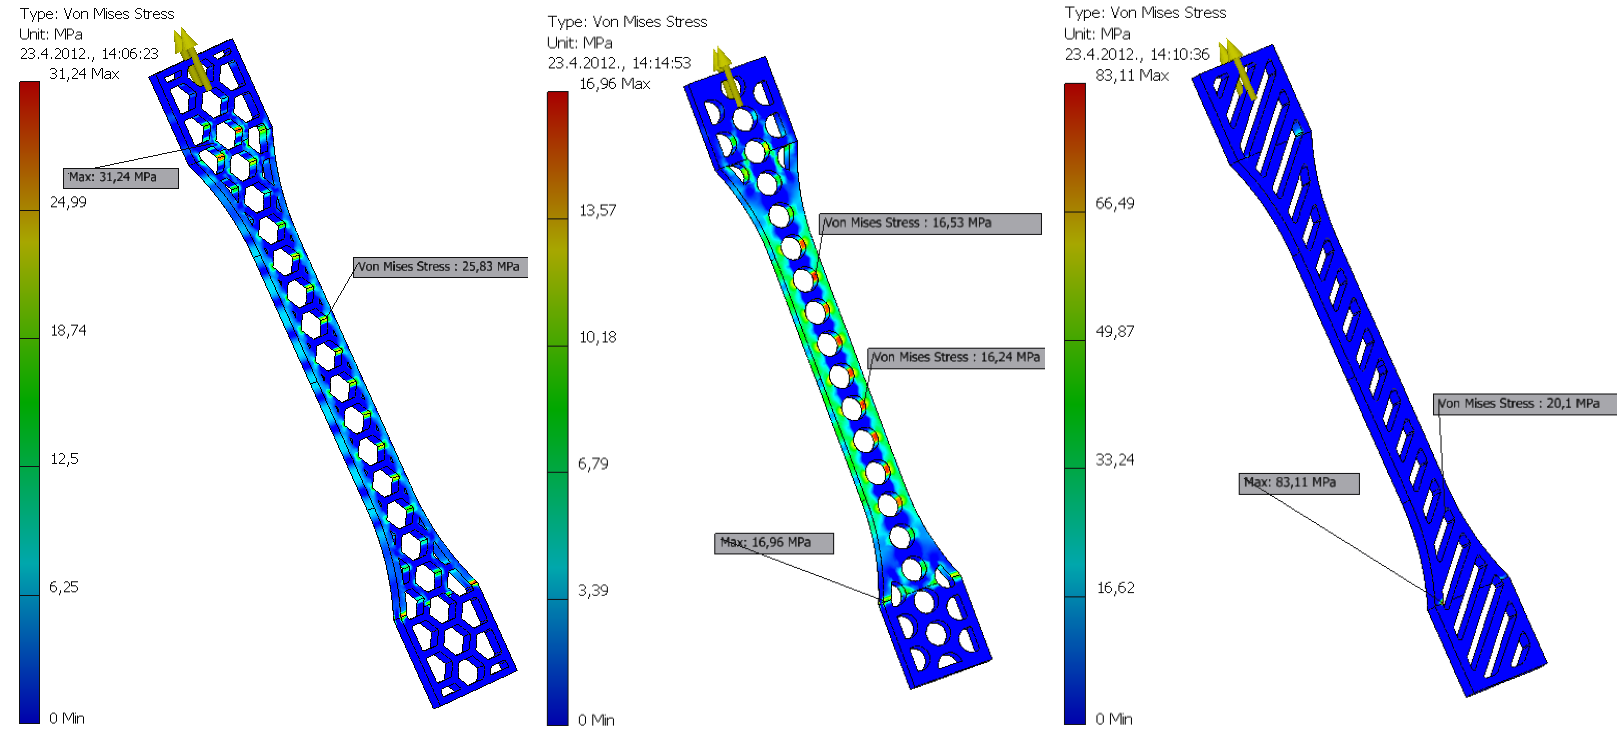 Type: Von Mises Stress
Unit: MPa
23.4.2012., 14:06:23
31,24 Max
Max: 31,24 MPa
24,99
Von Mises Stress : 25,83 MPa
18,74
12,5
6,25
0 Min
Type: Von Mises Stress
Unit: MPa
23.4.2012., 14:14:53
16,96 Max
13,57
Von Mises Stress : 16,53 MPa
10,18
Von Mises Stress : 16,24 MPa
6,79
Max: 16,96 MPa
3,39
0 Min
Type: Von Mises Stress
Unit: MPa
23.4.2012., 14:10:36
83,11 Max
66,49
49,87
Von Mises Stress : 20,1 MPa
33,24
Max: 83,11 MPa
16,62
0 Min